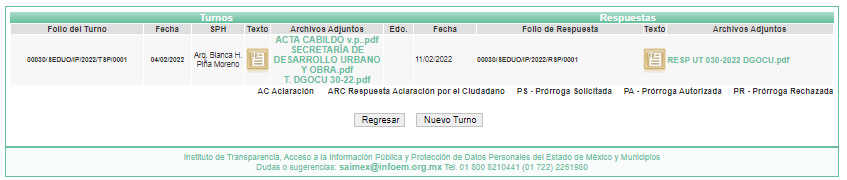 Turnos Respuestas
Folio del Turno Fecha SPH Texto Archivos Adjuntos Edo. Fecha Folio de Respuesta Texto Archivos Adjuntos
00030/SEDUO/IP/2022/TSP/0001 04/02/2022 Arq. Blanca H. Piña Moreno
ACTA CABILDO v.p..pdf
SECRETARÍA DE
DESARROLLO URBANO
Y OBRA.pdf
T. DGOCU 30-22.pdf
11/02/2022 00030/SEDUO/IP/2022/RSP/0001 RESP UT 030-2022 DGOCU.pdf
AC Aclaración ARC Respuesta Aclaración por el Ciudadano PS - Prórroga Solicitada PA - Prórroga Autorizada PR - Prórroga Rechazada
Regresar Nuevo Turno
Instituto de Transparencia, Acceso a la Información Pública y Protección de Datos Personales del Estado de México y Municipios
Dudas o sugerencias: saimex@infoem.org.mx Tel. 01 800 8210441 (01 722) 2261980